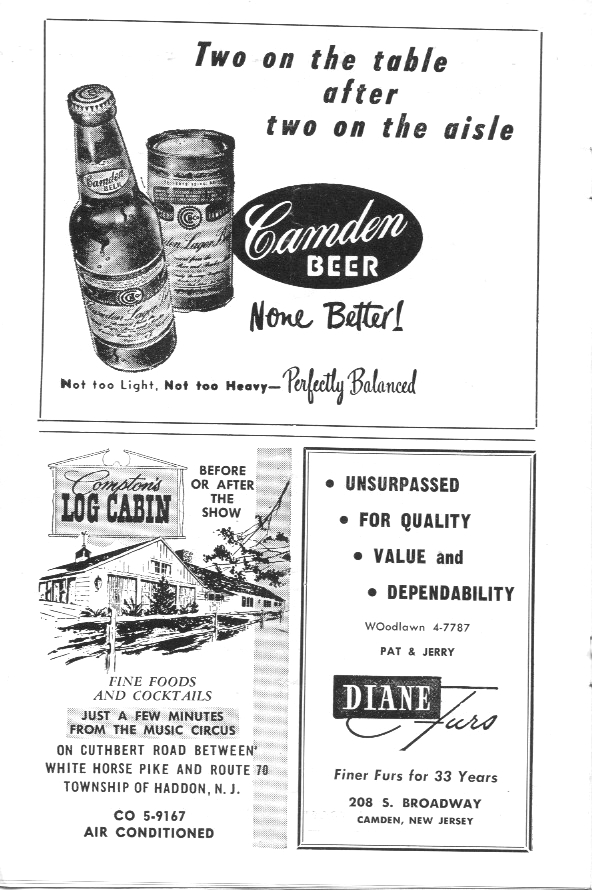 Two on the table
after
two on the aisle
Camden
BEER
Camden
BEER
None Better!
Not too Light, Not too Heavy—Perfectly Balanced
Compton's
LOG CABIN
BEFORE
OR AFTER
THE
SHOW
FINE FOODS
AND COCKTAILS
JUST A FEW MINUTES
FROM THE MUSIC CIRCUS
ON CUTHBERT ROAD BETWEEN
WHITE HORSE PIKE AND ROUTE 70
TOWNSHIP OF HADDON, N. J.
CO 5-9167
AIR CONDITIONED
• UNSURPASSED
• FOR QUALITY
• VALUE and
• DEPENDABILITY
WOodlawn 4-7787
PAT & JERRY
DIANE Furs
Finer Furs for 33 Years
208 S. BROADWAY
CAMDEN, NEW JERSEY